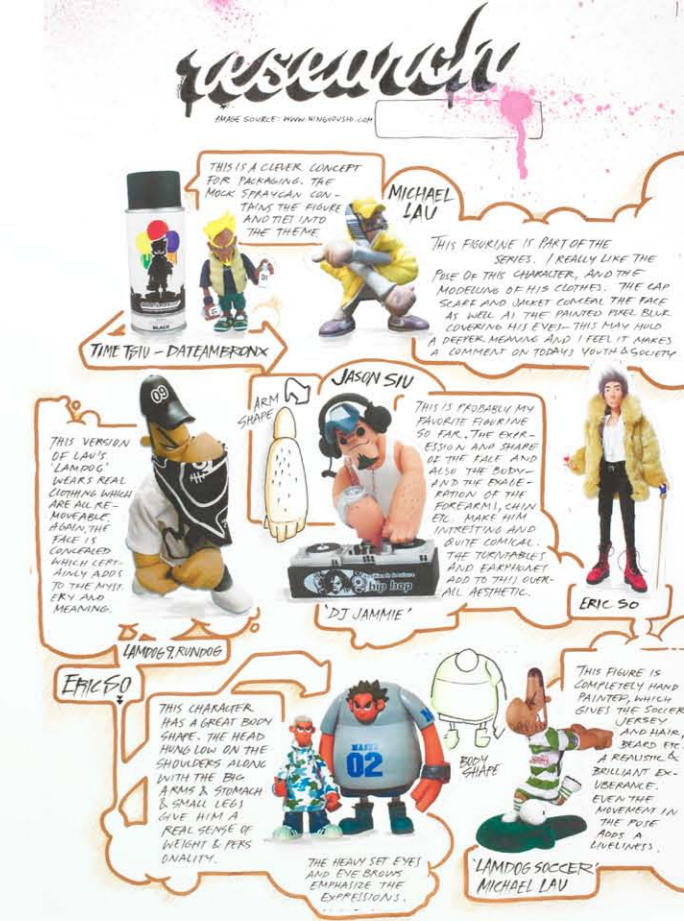 research
IMAGE SOURCE: WWW.NINGYOUSHI.COM
THIS IS A CLEVER CONCEPT
FOR PACKAGING. THE
MOCK SPRAYCAN CON-
TAINS THE FIGURE
AND TIES INTO
THE THEME
BLACK
TIME TSIU - DATEAMBRONX
MICHAEL
LAU
THIS FIGURINE IS PART OF THE
SERIES. I REALLY LIKE THE
POSE OF THIS CHARACTER, AND THE
MODELLING OF HIS CLOTHES. THE CAP
SCARF AND JACKET CONCEAL THE FACE
AS WELL AS THE PAINTED PIXEL BLUR
COVERING HIS EYES- THIS MAY HOLD
A DEEPER MEANING AND I FEEL IT MAKES
A COMMENT ON TODAYS YOUTH & SOCIETY
THIS VERSION
OF LAU'S
'LAMDOG'
WEARS REAL
CLOTHING WHICH
ARE ALL RE-
MOVEABLE.
AGAIN, THE
FACE IS
CONCEALED
WHICH CERT-
AINLY ADDS
TO THE MYST
ERY AND
MEANING.
09
LAMDOG 9, RUNDOG
ARM
SHAPE
JASON SIU
hip hop
'DJ JAMMIE'
THIS IS PROBABLY MY
FAVORITE FIGURINE
SO FAR. THE EXPR-
ESSION AND SHAPE
OF THE FACE AND
ALSO THE BODY-
AND THE EXAGE-
RATION OF THE
FOREARMS, CHIN
ETC MAKE HIM
INTRESTING AND
QUITE COMICAL.
THE TURNTABLES
AND EARPHONES
ADD TO THIS OVER-
ALL AESTHETIC.
ERIC SO
ERIC SO
THIS CHARACTER
HAS A GREAT BODY
SHAPE. THE HEAD
HUNG LOW ON THE
SHOULDERS ALONG
WITH THE BIG
ARMS & STOMACH
& SMALL LEGS
GIVE HIM A
REAL SENSE OF
WEIGHT & PERS
ONALITY.
02
THE HEAVY SET EYES
AND EYE BROWS
EMPHASIZE THE
EXPRESSIONS.
BODY
SHAPE
THIS FIGURE IS
COMPLETELY HAND
PAINTED, WHICH
GIVES THE SOCCER
JERSEY
AND HAIR,
BEARD ETC.
A REALISTIC &
BRILLIANT EX-
UBERANCE.
EVEN THE
MOVEMENT IN
THE POSE
ADDS A
LIVELINESS.
'LAMDOG SOCCER'
MICHAEL LAU